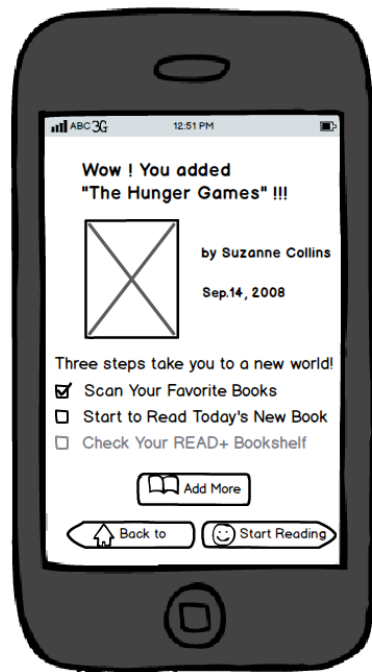 ABC 3G 12:51 PM
Wow ! You added
"The Hunger Games" !!!
by Suzanne Collins
Sep.14, 2008
Three steps take you to a new world!
Scan Your Favorite Books
Start to Read Today's New Book
Check Your READ+ Bookshelf
Add More
Back to
Start Reading